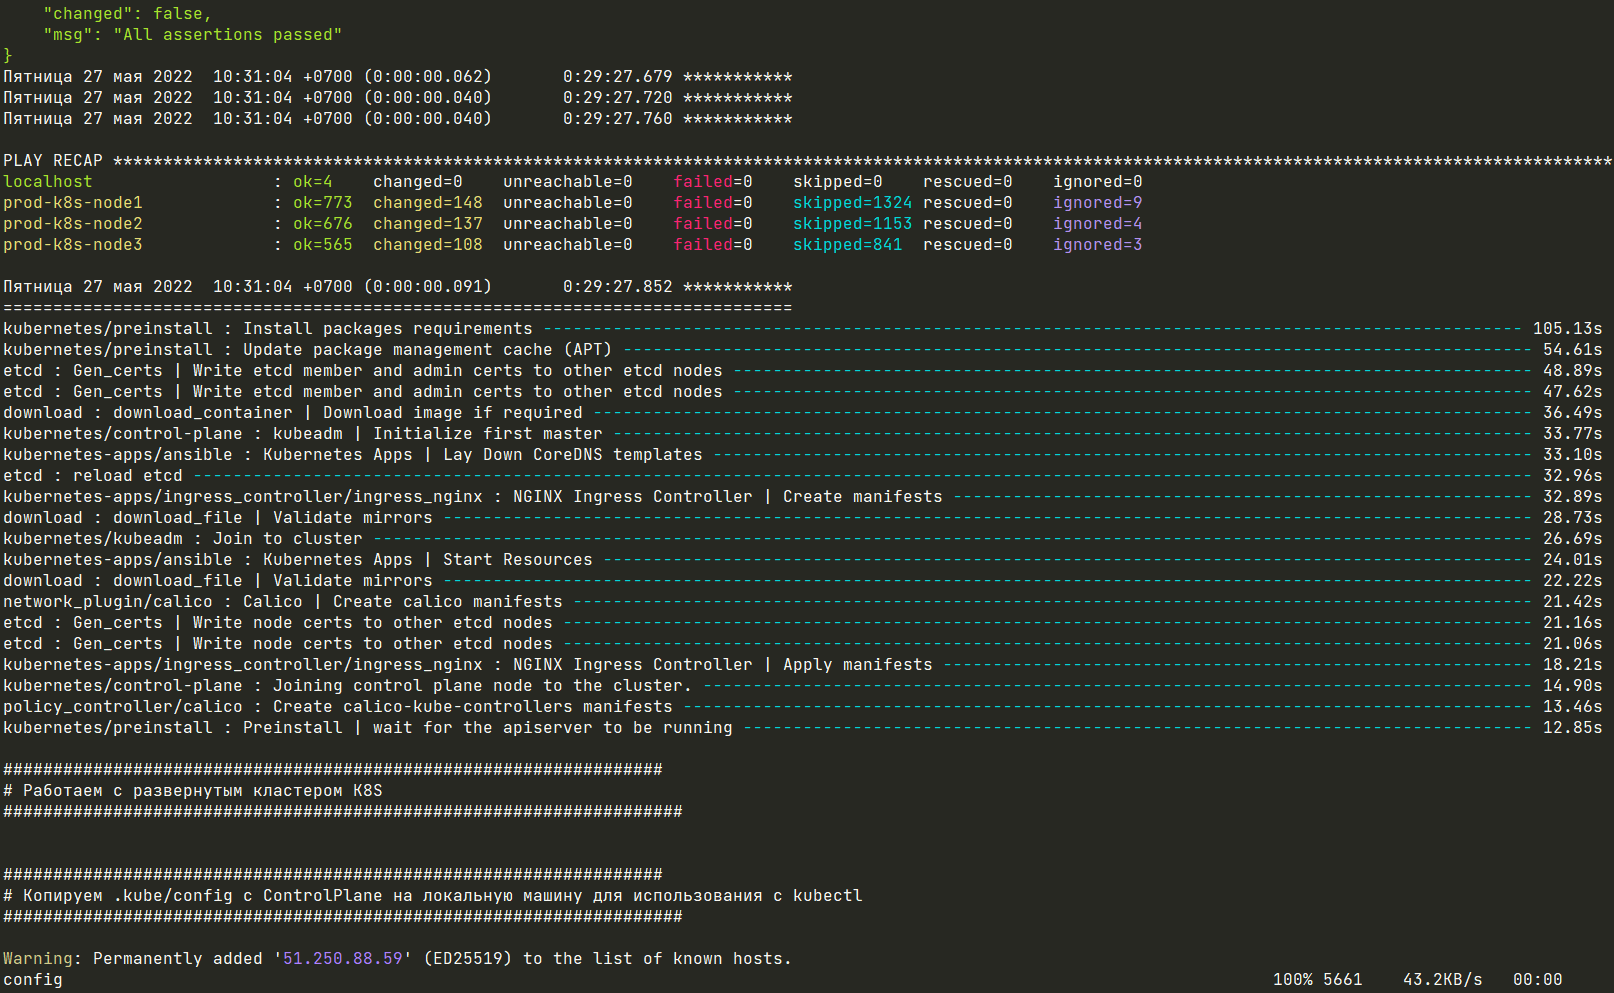 "changed": false,
"msg": "All assertions passed"
}
Пятница 27 мая 2022  10:31:04 +0700 (0:00:00.062)       0:29:27.679 ***********
Пятница 27 мая 2022  10:31:04 +0700 (0:00:00.040)       0:29:27.720 ***********
Пятница 27 мая 2022  10:31:04 +0700 (0:00:00.040)       0:29:27.760 ***********
PLAY RECAP ******************************************************************************************************************************************************
localhost                  : ok=4    changed=0    unreachable=0    failed=0    skipped=0    rescued=0    ignored=0
prod-k8s-node1             : ok=773  changed=148  unreachable=0    failed=0    skipped=1324 rescued=0    ignored=9
prod-k8s-node2             : ok=676  changed=137  unreachable=0    failed=0    skipped=1153 rescued=0    ignored=4
prod-k8s-node3             : ok=565  changed=108  unreachable=0    failed=0    skipped=841  rescued=0    ignored=3
Пятница 27 мая 2022  10:31:04 +0700 (0:00:00.091)       0:29:27.852 ***********
===============================================================================
kubernetes/preinstall : Install packages requirements -------------------------------------------------------------------------------------------------- 105.13s
kubernetes/preinstall : Update package management cache (APT) ------------------------------------------------------------------------------------------- 54.61s
etcd : Gen_certs | Write etcd member and admin certs to other etcd nodes -------------------------------------------------------------------------------- 48.89s
etcd : Gen_certs | Write etcd member and admin certs to other etcd nodes -------------------------------------------------------------------------------- 47.62s
download : download_container | Download image if required ---------------------------------------------------------------------------------------------- 36.49s
kubernetes/control-plane : kubeadm | Initialize first master -------------------------------------------------------------------------------------------- 33.77s
kubernetes-apps/ansible : Kubernetes Apps | Lay Down CoreDNS templates ---------------------------------------------------------------------------------- 33.10s
etcd : reload etcd -------------------------------------------------------------------------------------------------------------------------------------- 32.96s
kubernetes-apps/ingress_controller/ingress_nginx : NGINX Ingress Controller | Create manifests ---------------------------------------------------------- 32.89s
download : download_file | Validate mirrors ------------------------------------------------------------------------------------------------------------- 28.73s
kubernetes/kubeadm : Join to cluster -------------------------------------------------------------------------------------------------------------------- 26.69s
kubernetes-apps/ansible : Kubernetes Apps | Start Resources --------------------------------------------------------------------------------------------- 24.01s
download : download_file | Validate mirrors ------------------------------------------------------------------------------------------------------------- 22.22s
network_plugin/calico : Calico | Create calico manifests ------------------------------------------------------------------------------------------------ 21.42s
etcd : Gen_certs | Write node certs to other etcd nodes ------------------------------------------------------------------------------------------------- 21.16s
etcd : Gen_certs | Write node certs to other etcd nodes ------------------------------------------------------------------------------------------------- 21.06s
kubernetes-apps/ingress_controller/ingress_nginx : NGINX Ingress Controller | Apply manifests ----------------------------------------------------------- 18.21s
kubernetes/control-plane : Joining control plane node to the cluster. ----------------------------------------------------------------------------------- 14.90s
policy_controller/calico : Create calico-kube-controllers manifests ------------------------------------------------------------------------------------- 13.46s
kubernetes/preinstall : Preinstall | wait for the apiserver to be running ------------------------------------------------------------------------------- 12.85s
##################################################################
# Работаем с развернутым кластером K8S
####################################################################
##################################################################
# Копируем .kube/config с ControlPlane на локальную машину для использования с kubectl
####################################################################
Warning: Permanently added '51.250.88.59' (ED25519) to the list of known hosts.
config 100% 5661    43.2KB/s   00:00